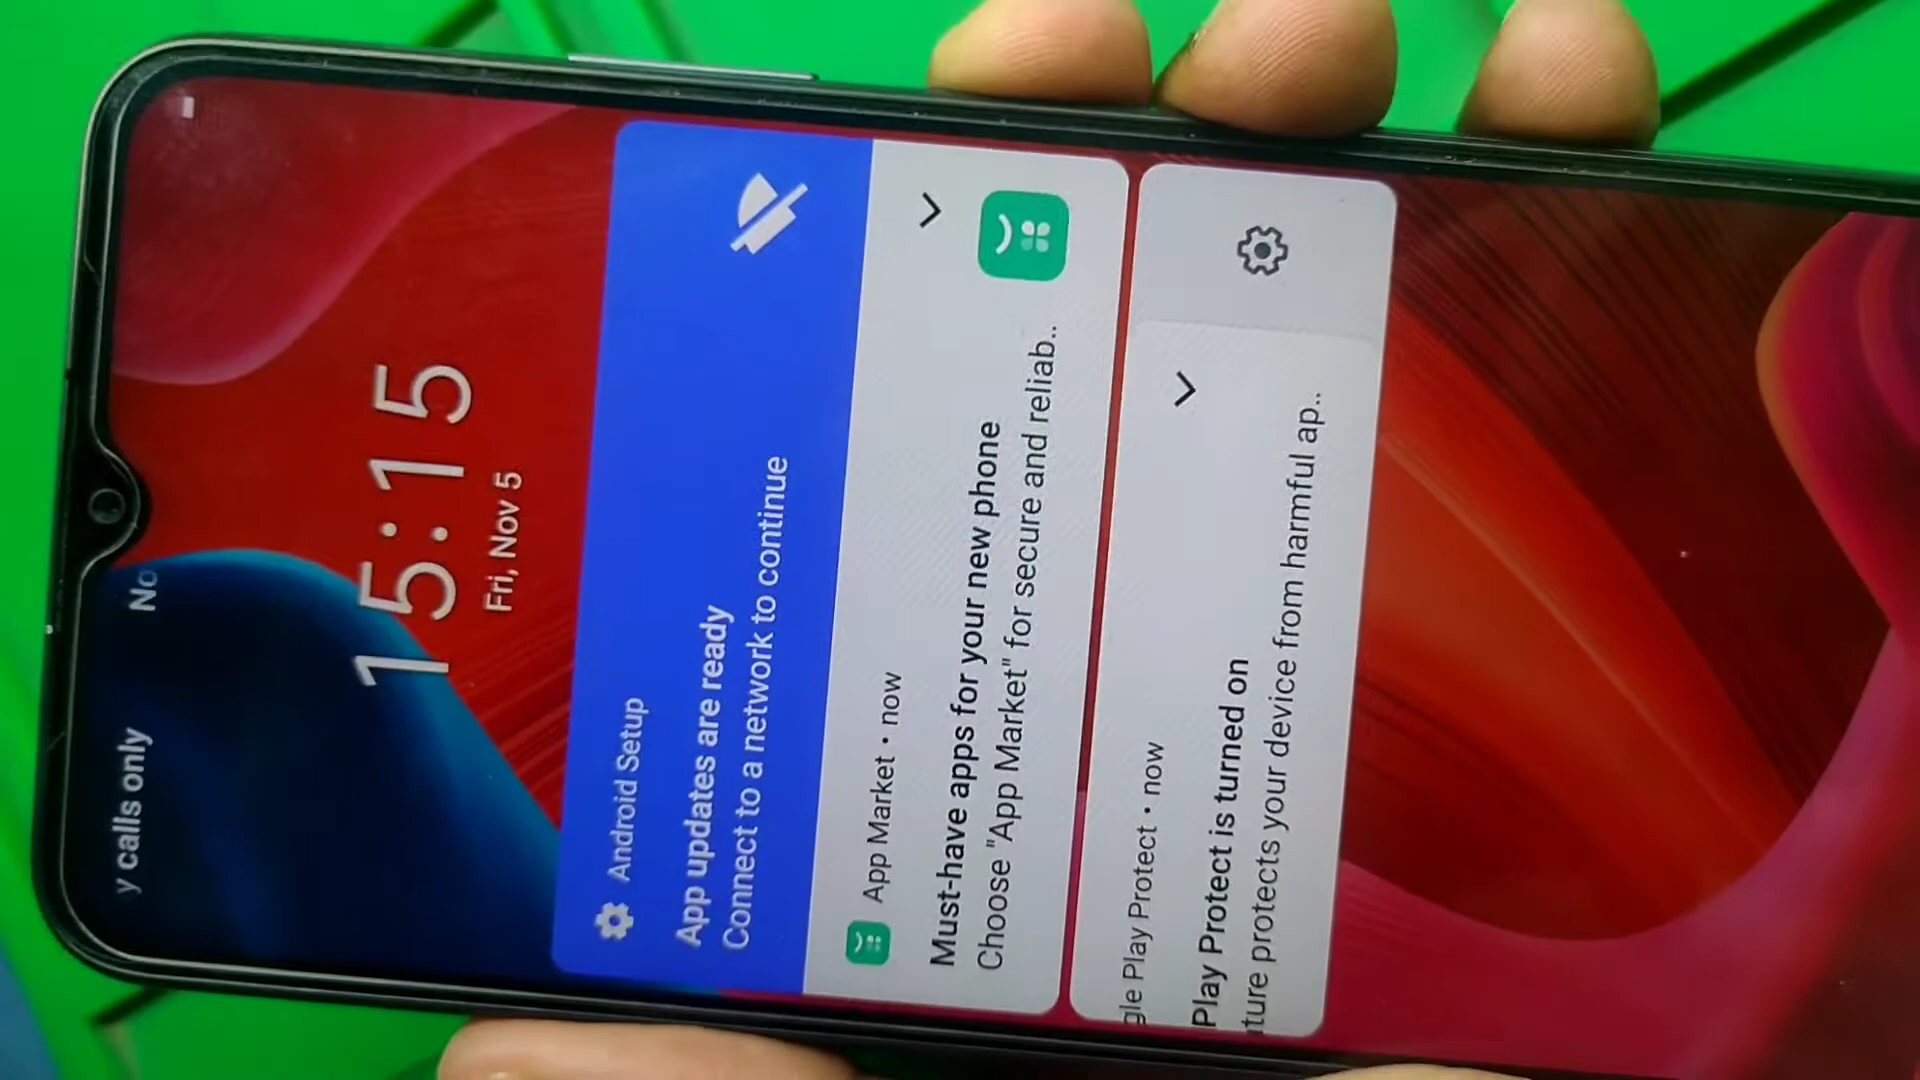 y calls only
No
15:15
Fri, Nov 5
Android Setup
App updates are ready
Connect to a network to continue
App Market • now
Must-have apps for your new phone
Choose "App Market" for secure and reliab..
gle Play Protect • now
Play Protect is turned on
ture protects your device from harmful ap..